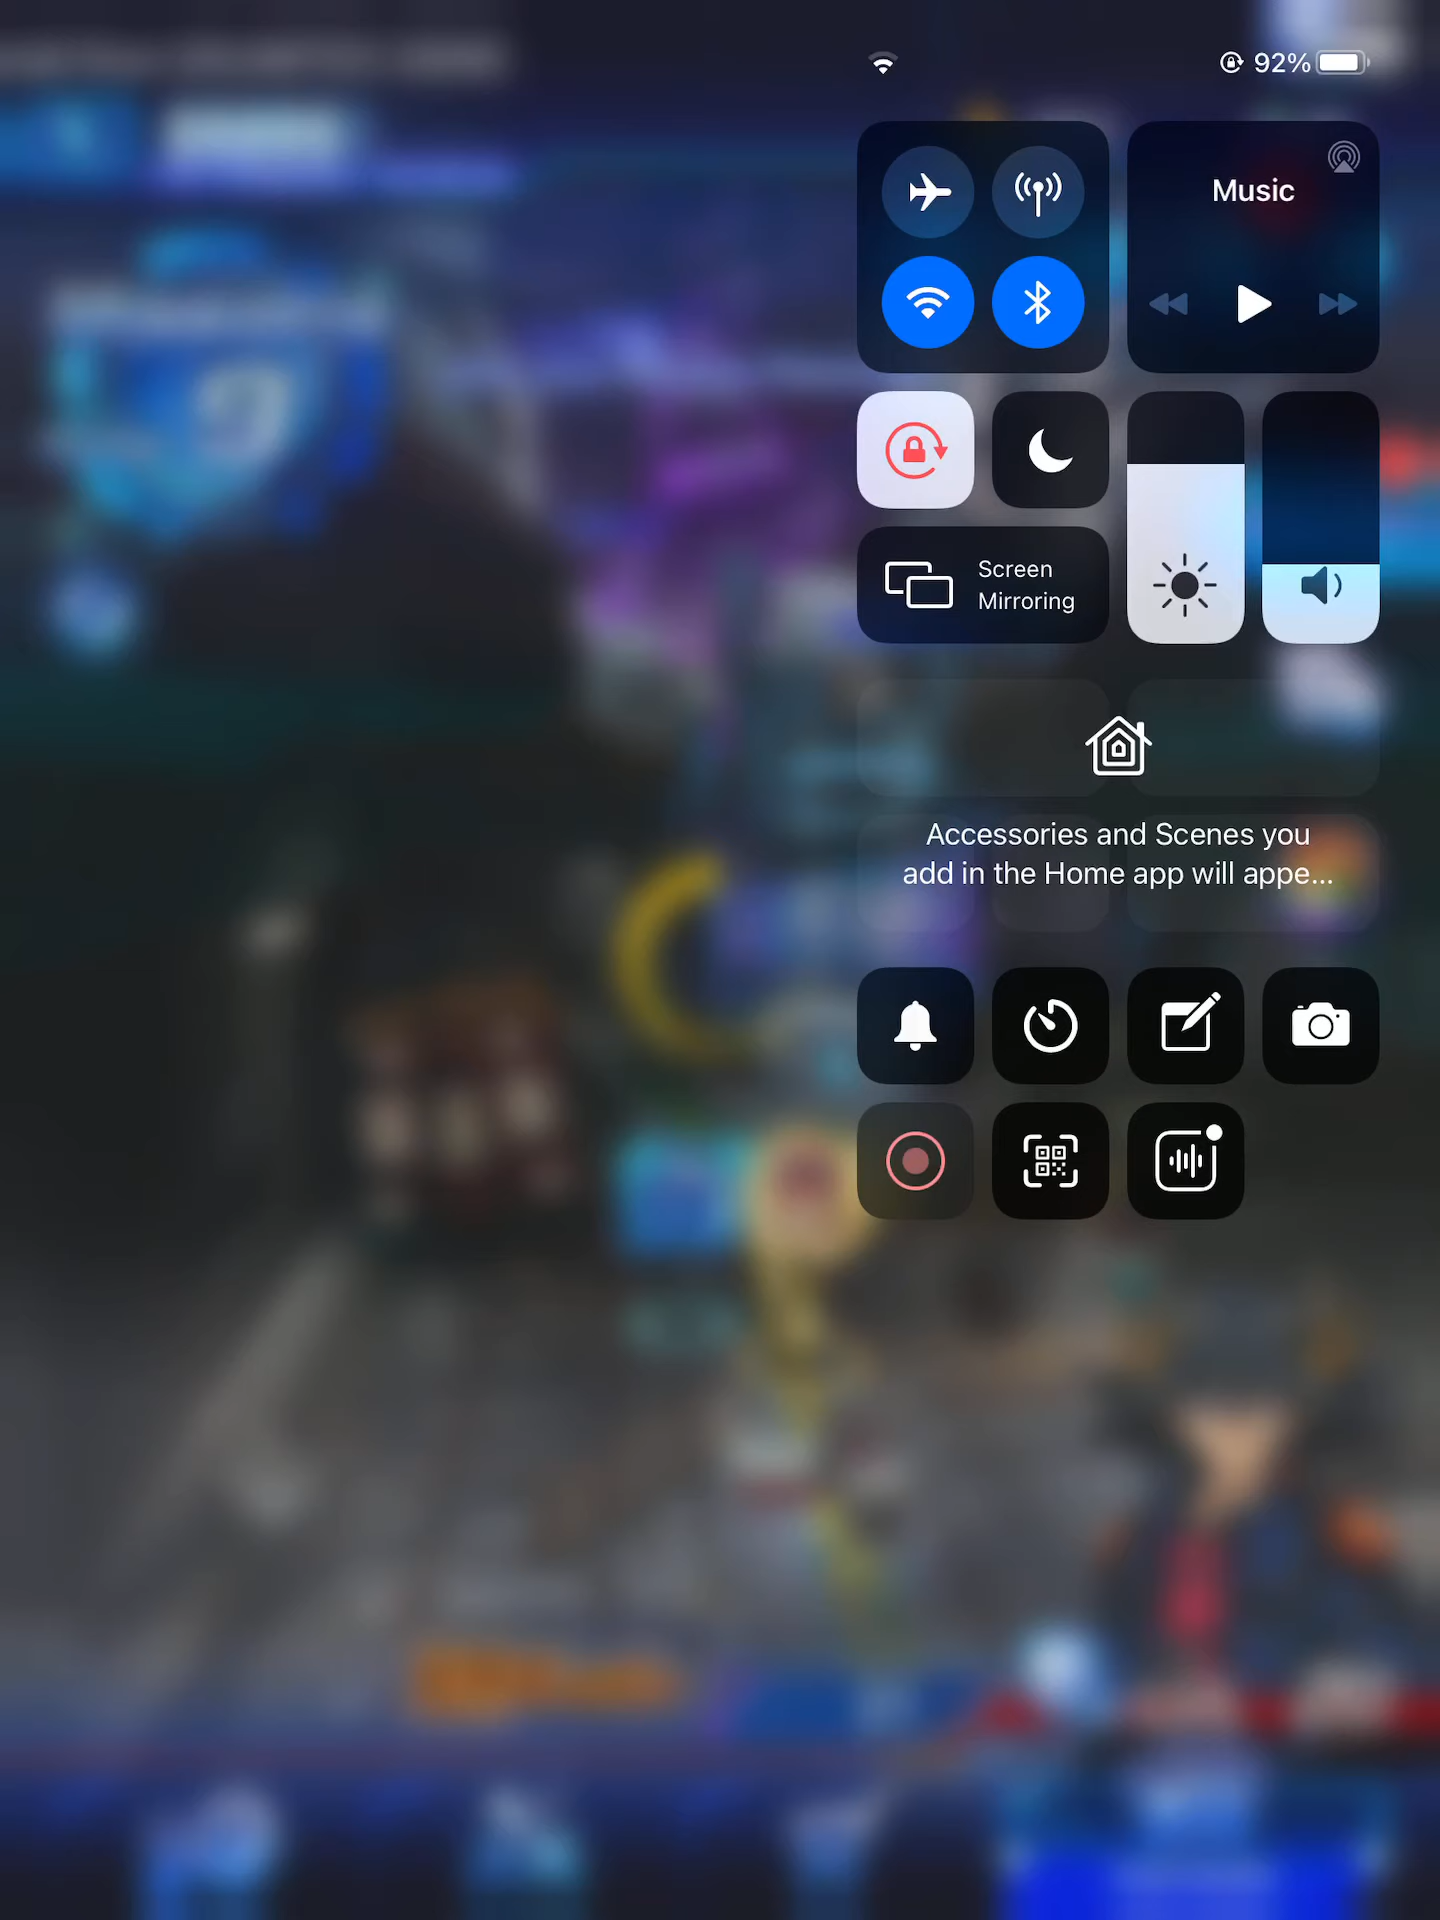 92%
Music
Screen
Mirroring
Accessories and Scenes you
add in the Home app will appe...